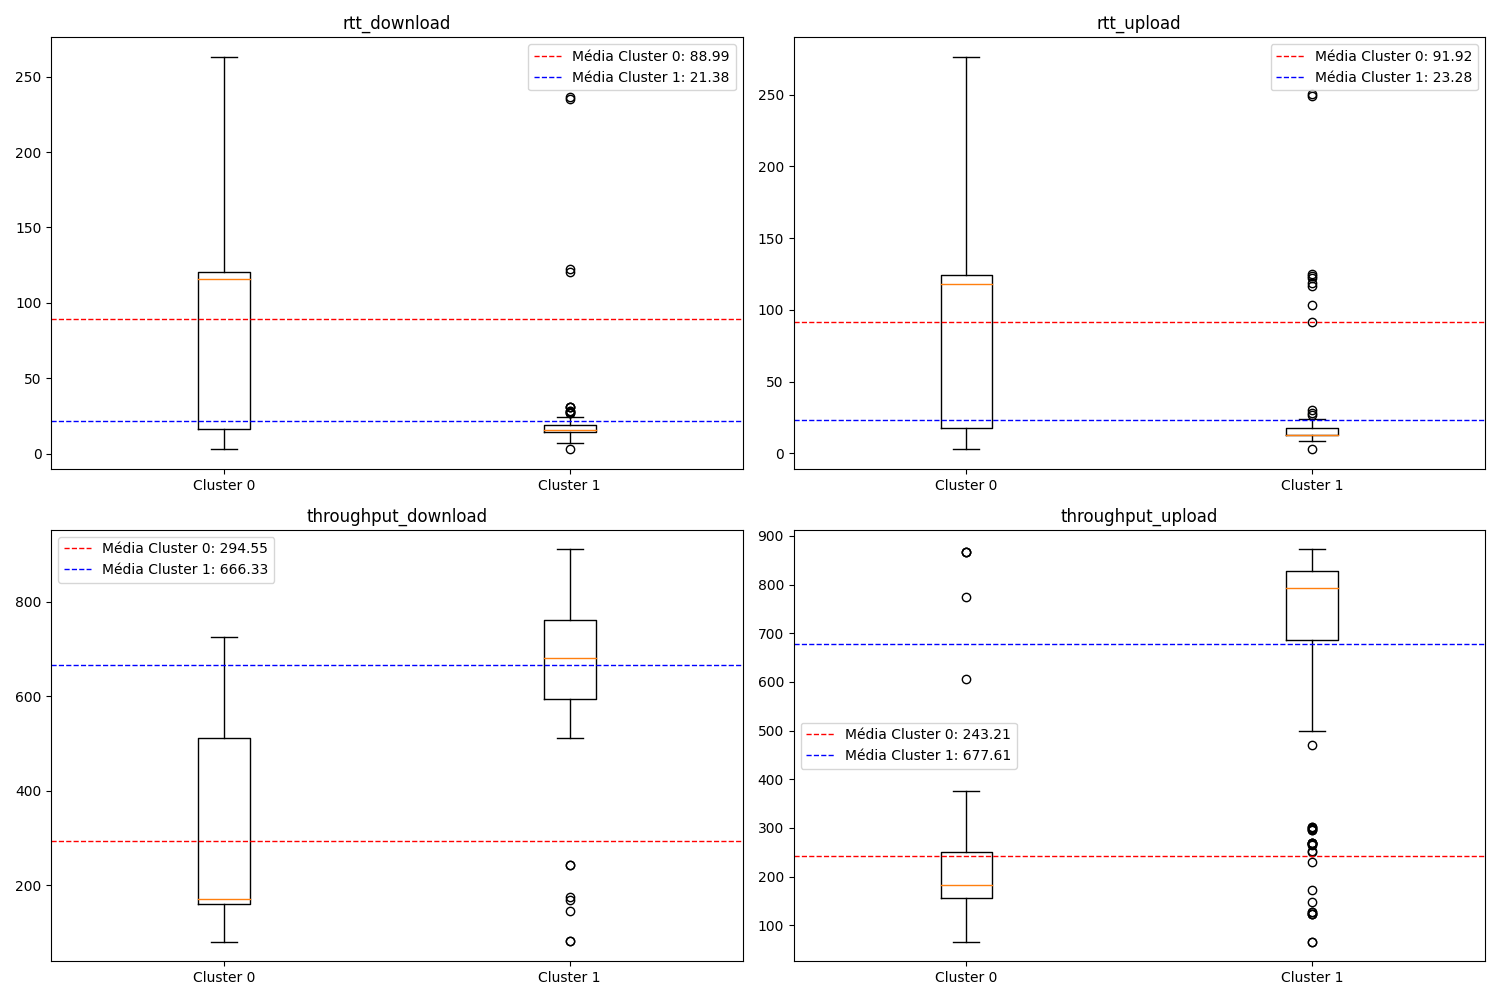 rtt_download
Média Cluster 0: 88.99
Média Cluster 1: 21.38
250
200
150
100
50
0
Cluster 0
Cluster 1
rtt_upload
Média Cluster 0: 91.92
Média Cluster 1: 23.28
250
200
150
100
50
0
Cluster 0
Cluster 1
throughput_download
Média Cluster 0: 294.55
Média Cluster 1: 666.33
800
600
400
200
Cluster 0
Cluster 1
throughput_upload
900
800
700
600
500
400
300
200
100
Média Cluster 0: 243.21
Média Cluster 1: 677.61
Cluster 0
Cluster 1